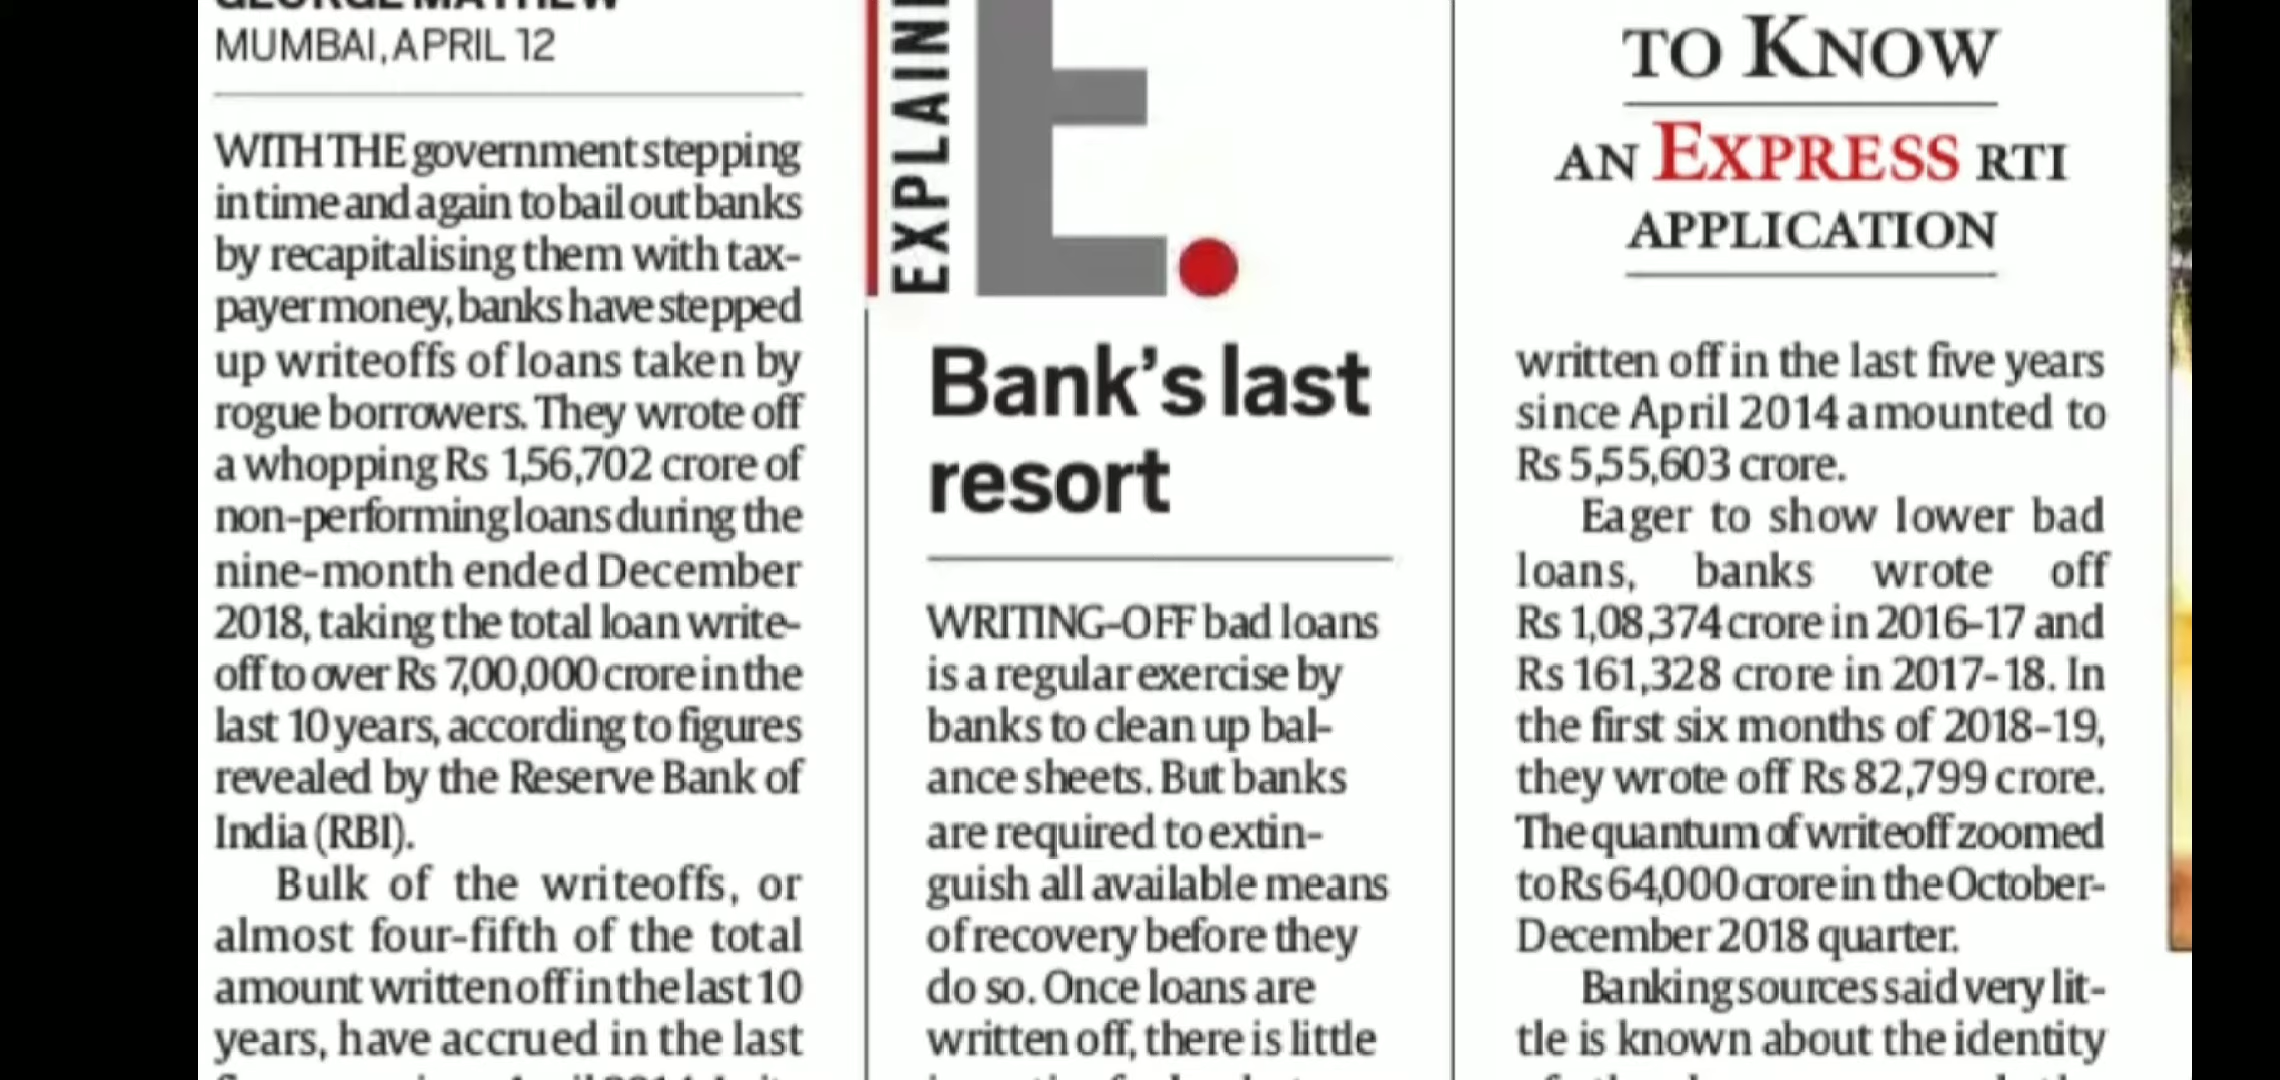 GEORGE MATHEW
MUMBAI, APRIL 12
WITH THE government stepping
in time and again to bail out banks
by recapitalising them with tax-
payer money, banks have stepped
up writeoffs of loans taken by
rogue borrowers. They wrote off
a whopping Rs 1,56,702 crore of
non-performing loans during the
nine-month ended December
2018, taking the total loan write-
off to over Rs 7,00,000 crore in the
last 10 years, according to figures
revealed by the Reserve Bank of
India (RBI).
Bulk of the writeoffs, or
almost four-fifth of the total
amount written off in the last 10
years, have accrued in the last
EXPLAIN
E.
Bank's last
resort
WRITING-OFF bad loans
is a regular exercise by
banks to clean up bal-
ance sheets. But banks
are required to extin-
guish all available means
of recovery before they
do so. Once loans are
written off, there is little
TO KNOW
AN EXPRESS RTI
APPLICATION
written off in the last five years
since April 2014 amounted to
Rs 5,55,603 crore.
Eager to show lower bad
loans, banks wrote off
Rs 1,08,374 crore in 2016-17 and
Rs 161,328 crore in 2017-18. In
the first six months of 2018-19,
they wrote off Rs 82,799 crore.
The quantum of writeoff zoomed
to Rs 64,000 crore in the October-
December 2018 quarter.
Banking sources said very lit-
tle is known about the identity